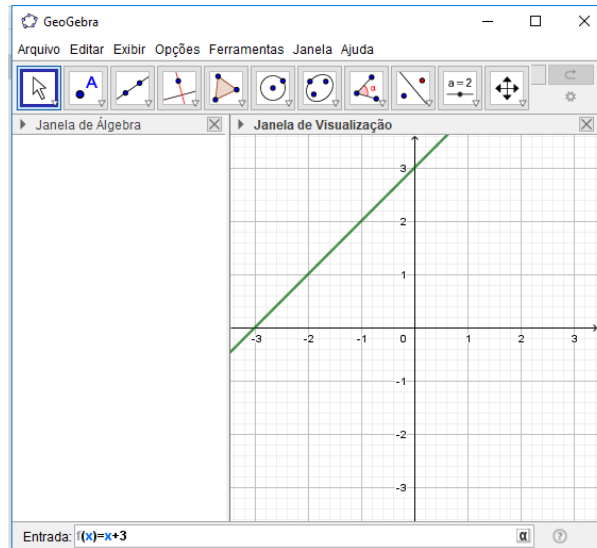 GeoGebra
Arquivo Editar Exibir Opções Ferramentas Janela Ajuda
A
α
a=2
Janela de Álgebra
Janela de Visualização
3
2
1
-3 -2 -1 0 1 2 3
-1
-2
-3
Entrada: f(x)=x+3 α ?